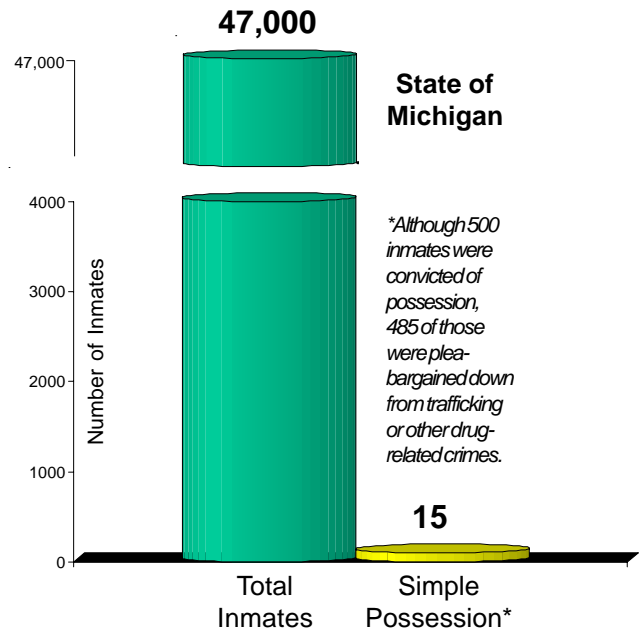 47,000
47,000
State of
Michigan
4000
*Although 500
inmates were
convicted of
possession,
485 of those
were plea-
bargained down
from trafficking
or other drug-
related crimes.
3000
Number of Inmates
2000
1000
15
0
Total
Inmates
Simple
Possession*